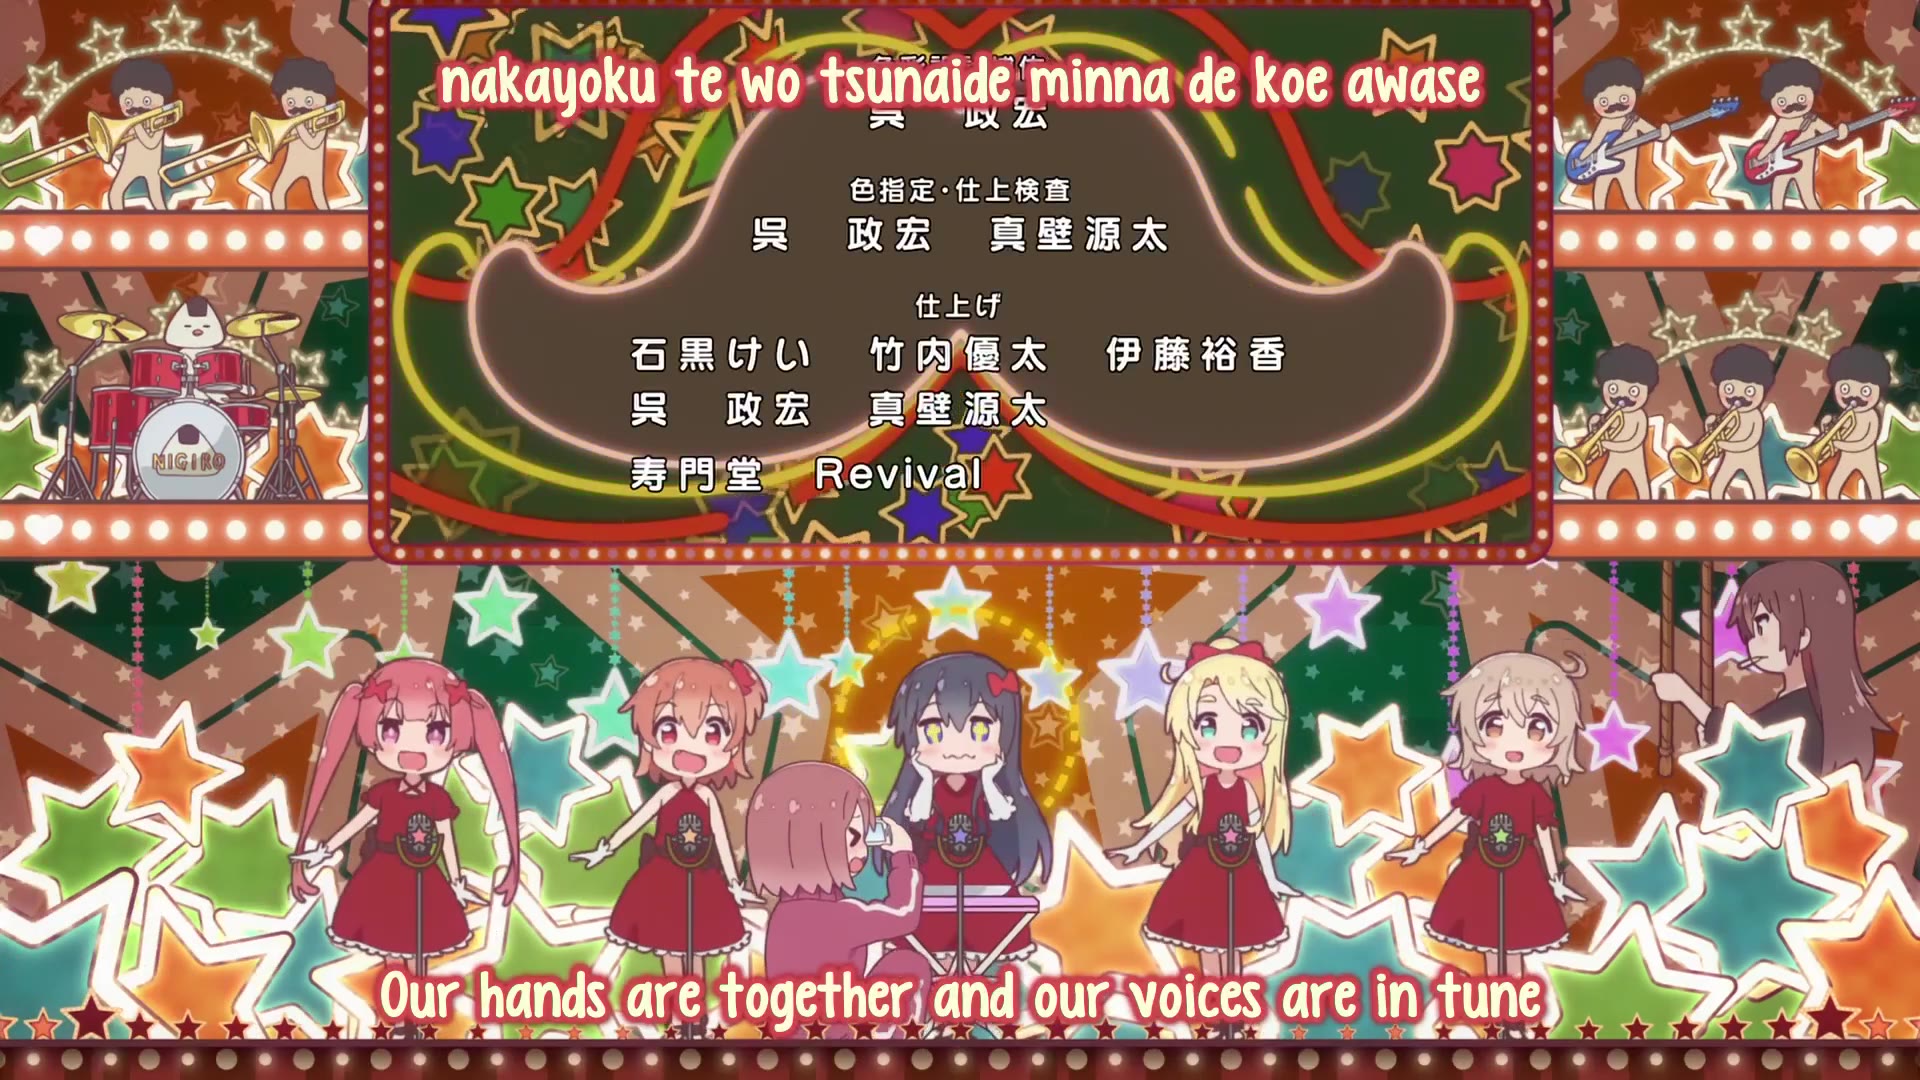 nakayoku te wo tsunaide minna de koe awase
呉　政宏
色指定・仕上検査
呉　政宏　真壁源太
仕上げ
石黒けい　竹内優太　伊藤裕香
呉　政宏　真壁源太
寿門堂　Revival
NIGIRO
Our hands are together and our voices are in tune